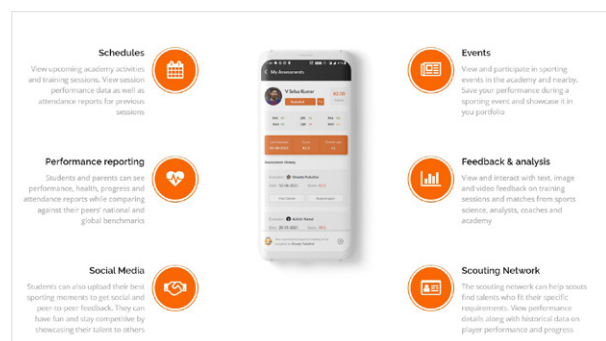 Schedules
View upcoming academy activities
and training sessions. View session
performance data as well as
attendance reports for previous
sessions
Performance reporting
Students and parents can see
performance, health, progress and
attendance reports while comparing
against their peers' national and
global benchmarks
Social Media
Students can also upload their best
sporting moments to get social and
peer-to-peer feedback. They can
have fun and stay competitive by
showcasing their talent to others
My Assessments
V Selva Kumar
82.50
Assessment History
Events
View and participate in sporting
events in the academy and nearby.
Save your performance during a
sporting event and showcase it in
you portfolio
Feedback & analysis
View and interact with text, image
and video feedback on training
sessions and matches from sports
science, analysts, coaches and
academy
Scouting Network
The scouting network can help scouts
find talents who fit their specific
requirements. View performance
details along with historical data on
player performance and progress